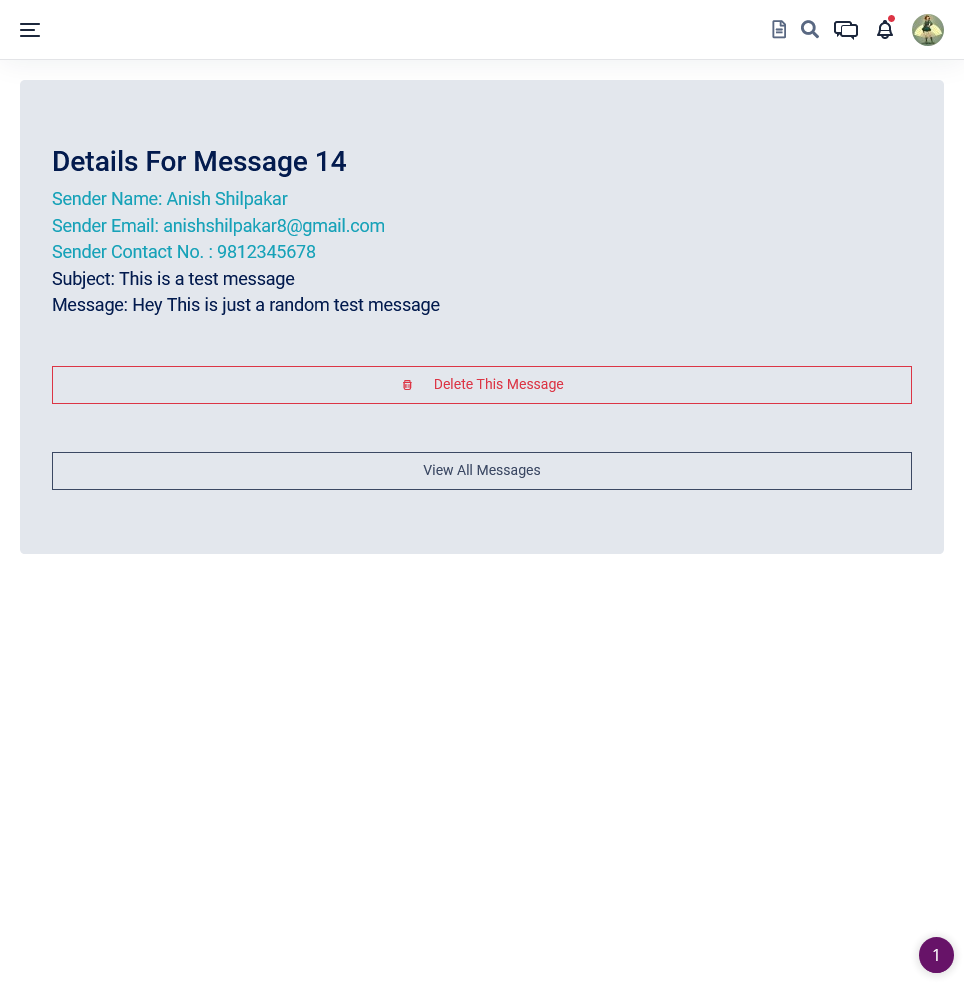 Details For Message 14
Sender Name: Anish Shilpakar
Sender Email: anishshilpakar8@gmail.com
Sender Contact No. : 9812345678
Subject: This is a test message
Message: Hey This is just a random test message
Delete This Message
View All Messages
1